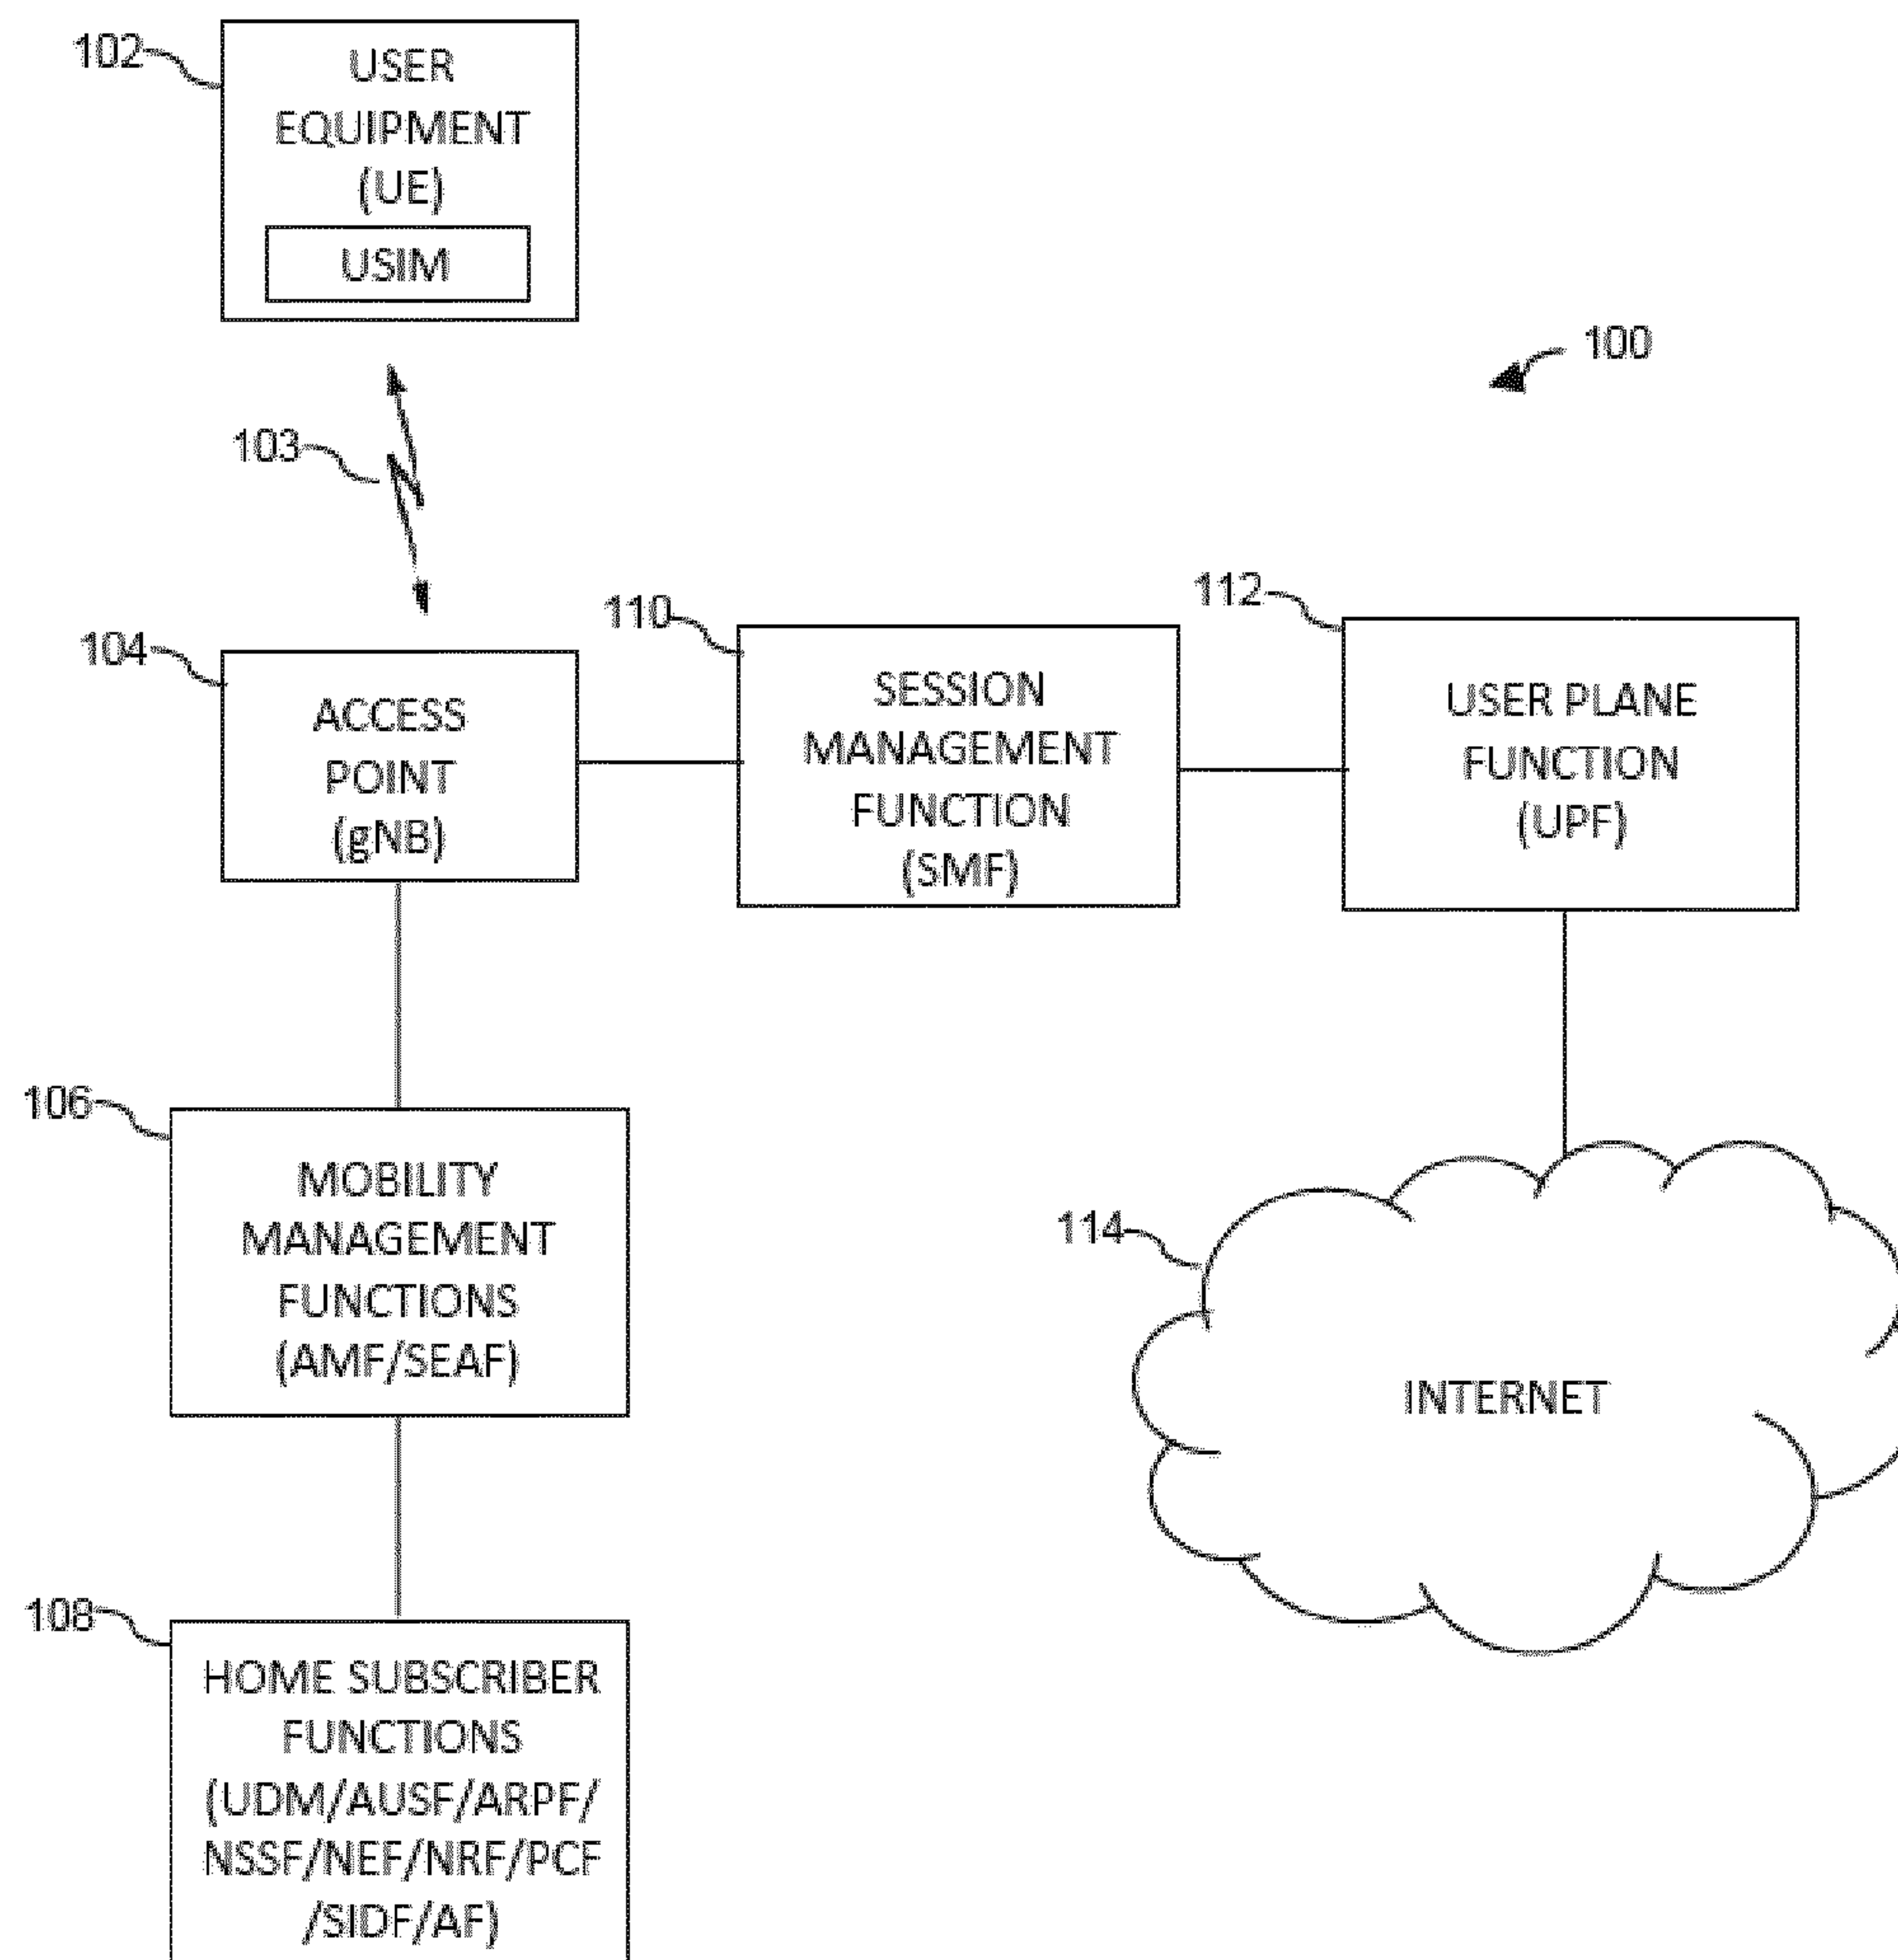 102
USER
EQUIPMENT
(UE)
USIM
100
103
104
ACCESS
POINT
(gNB)
110
SESSION
MANAGEMENT
FUNCTION
(SMF)
112
USER PLANE
FUNCTION
(UPF)
106
MOBILITY
MANAGEMENT
FUNCTIONS
(AMF/SEAF)
114
INTERNET
108
HOME SUBSCRIBER
FUNCTIONS
(UDM/AUSF/ARPF/
NSSF/NEF/NRF/PCF
/SIDF/AF)